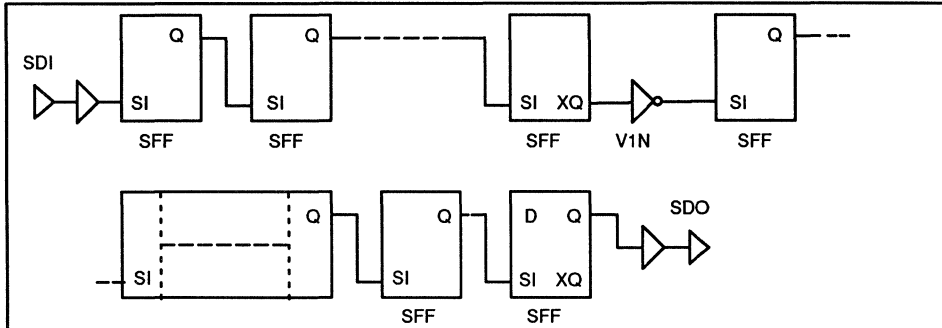 Q Q Q
SDI
SI SI SI XQ SI
SFF SFF SFF V1N SFF
Q Q D Q SDO
SI SI SI XQ
SFF SFF